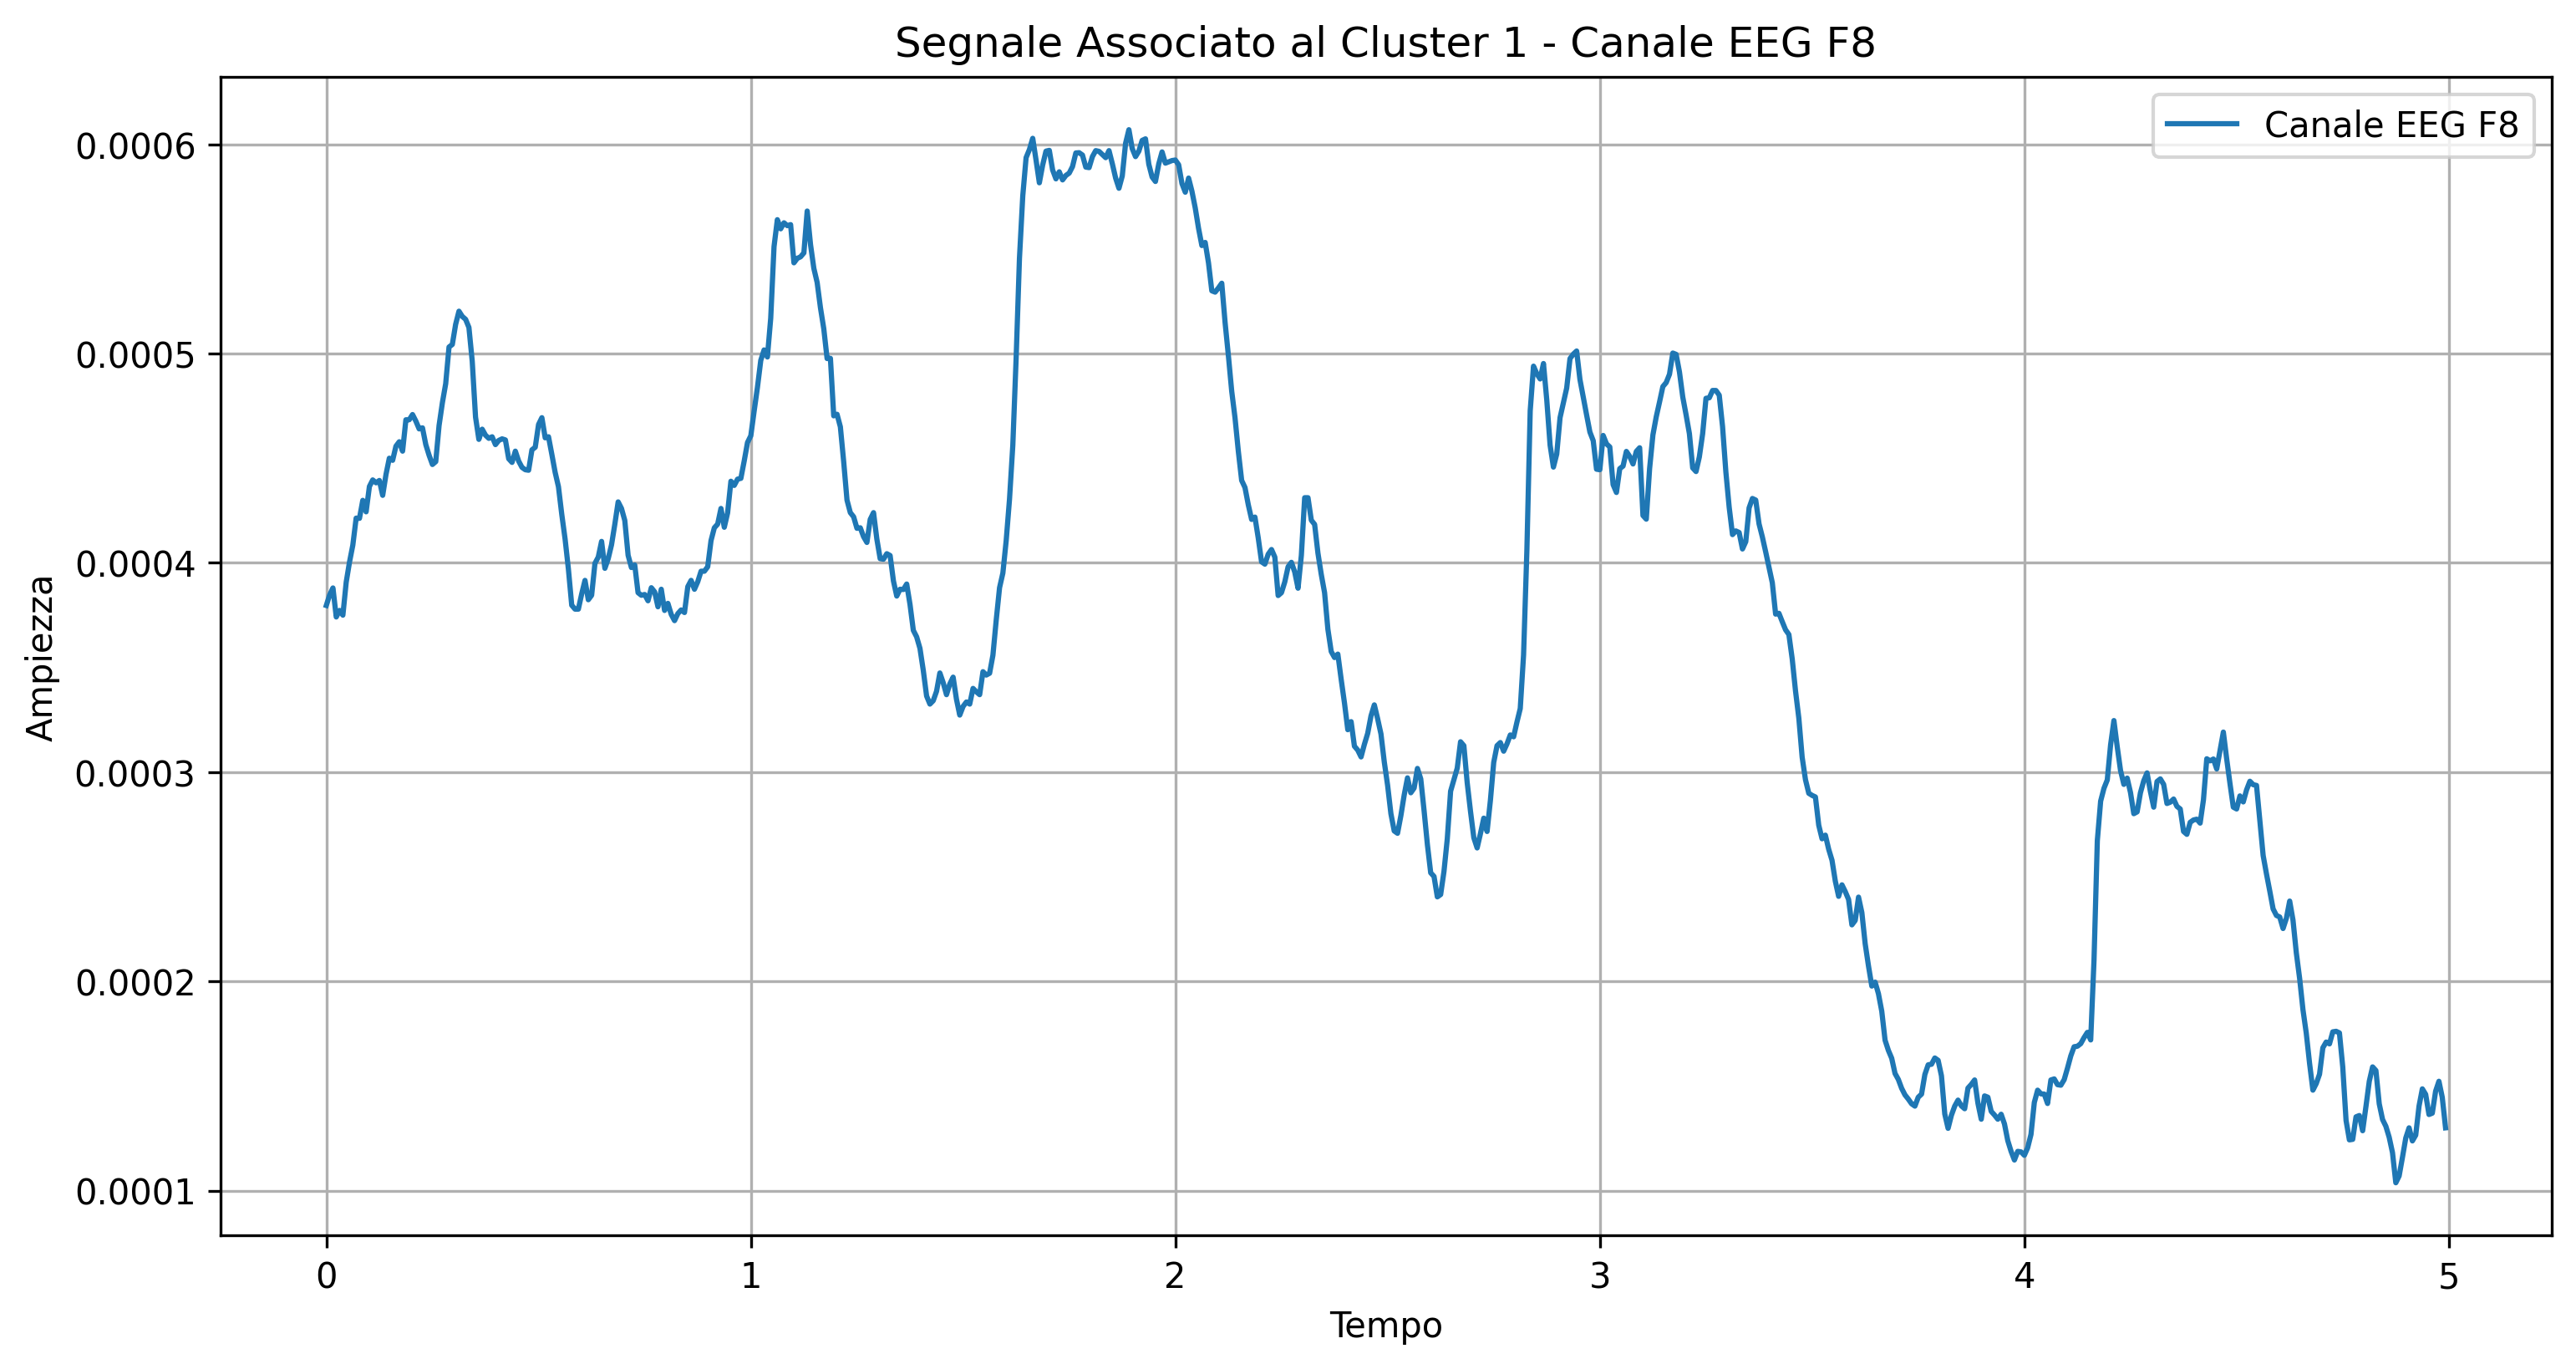 Segnale Associato al Cluster 1 - Canale EEG F8
Canale EEG F8
0.0006
0.0005
0.0004
0.0003
0.0002
0.0001
Ampiezza
0 1 2 3 4 5
Tempo